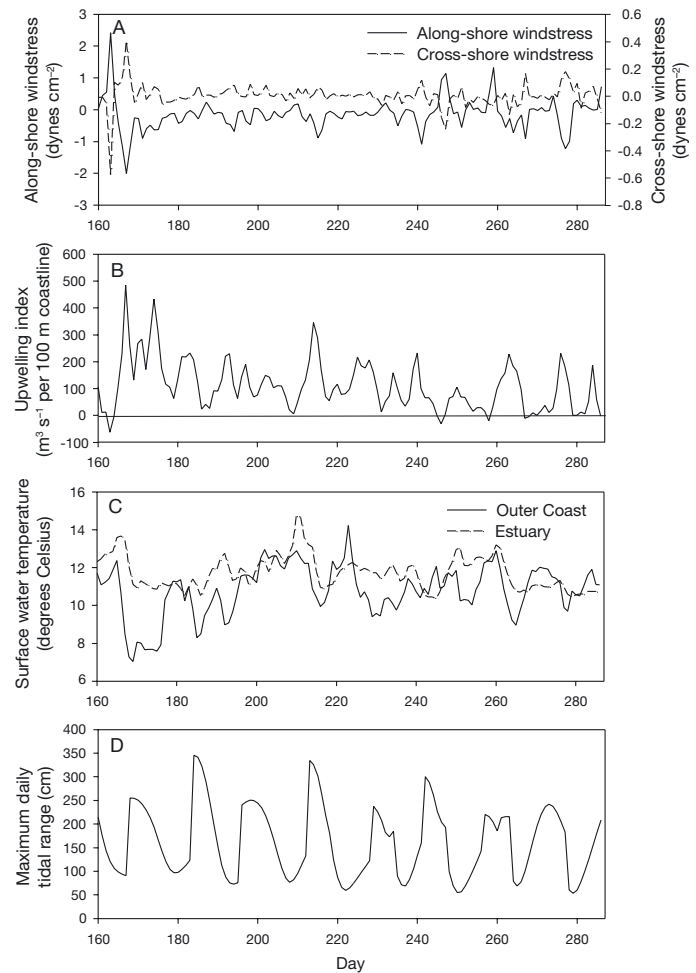 A
Along-shore windstress
Cross-shore windstress
Along-shore windstress
(dynes cm⁻²)
3
2
1
0
-1
-2
-3
0.6
0.4
0.2
0.0
-0.2
-0.4
-0.6
-0.8
Cross-shore windstress
(dynes cm⁻²)
160 180 200 220 240 260 280
B
Upwelling index
(m³ s⁻¹ per 100 m coastline)
600
500
400
300
200
100
0
-100
160 180 200 220 240 260 280
C
Outer Coast
Estuary
Surface water temperature
(degrees Celsius)
16
14
12
10
8
6
160 180 200 220 240 260 280
D
Maximum daily
tidal range (cm)
400
350
300
250
200
150
100
50
0
160 180 200 220 240 260 280
Day